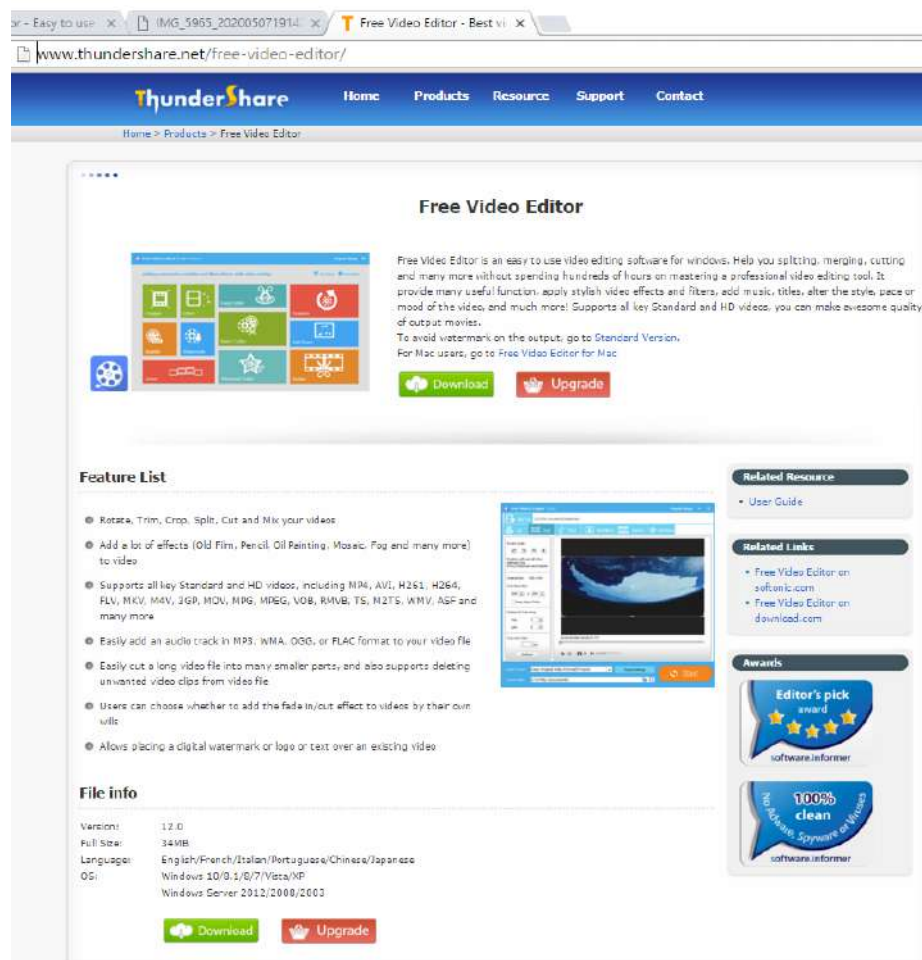 or - Easy to use
IMG_5965_202005071914
Free Video Editor - Best vi
www.thundershare.net/free-video-editor/
ThunderShare
Home Products Resource Support Contact
Home > Products > Free Video Editor
Free Video Editor
Free Video Editor is an easy to use video editing software for windows. Help you splitting, merging, cutting
and many more without spending hundreds of hours on mastering a professional video editing tool. It
provide many useful function, apply stylish video effects and filters, add music, titles, alter the style, pace or
mood of the video, and much more! Supports all key Standard and HD videos, you can make awesome quality
of output movies.
To avoid watermark on the output, go to Standard Version.
For Mac users, go to Free Video Editor for Mac
Download Upgrade
Feature List
Rotate, Trim, Crop, Split, Cut and Mix your videos
Add a lot of effects (Old Film, Pencil, Oil Painting, Mosaic, Fog and many more)
to video
Supports all key Standard and HD videos, including MP4, AVI, H261, H264,
FLV, MKV, M4V, 3GP, MOV, MPG, MPEG, VOB, RMVB, TS, M2TS, WMV, ASF and
many more
Easily add an audio track in MP3, WMA, OGG, or FLAC format to your video file
Easily cut a long video file into many smaller parts, and also supports deleting
unwanted video clips from video file
Users can choose whether to add the fade in/out effect to videos by their own
wills
Allows placing a digital watermark or logo or text over an existing video
Start
Related Resource
User Guide
Related Links
Free Video Editor on
softonic.com
Free Video Editor on
download.com
Awards
Editor's pick
award
software.informer
100%
clean
No Adware, Spyware or Viruses
software.informer
File info
Version: 12.0
Full Size: 34MB
Language: English/French/Italian/Portuguese/Chinese/Japanese
OS: Windows 10/8.1/8/7/Vista/XP
Windows Server 2012/2008/2003
Download Upgrade